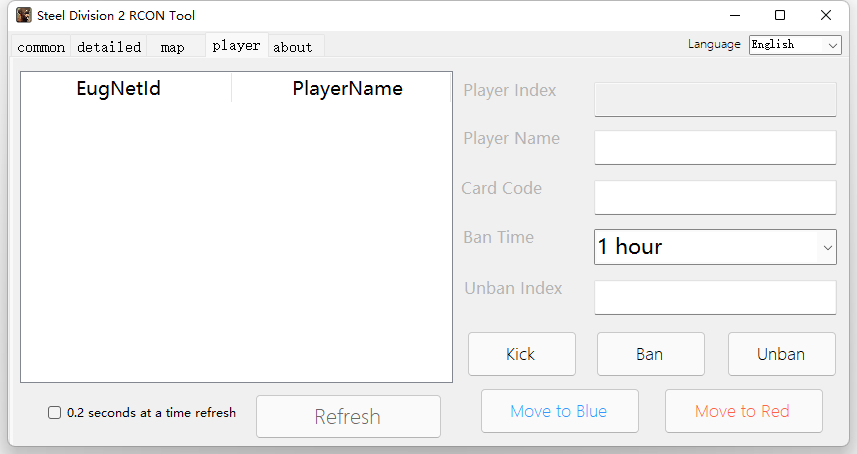 Steel Division 2 RCON Tool
common detailed map player about
Language English
EugNetId PlayerName
Player Index
Player Name
Card Code
Ban Time 1 hour
Unban Index
Kick Ban Unban
0.2 seconds at a time refresh Refresh
Move to Blue Move to Red